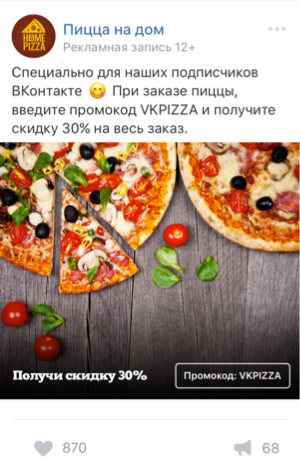 HOME
PIZZA
Пицца на дом
Рекламная запись 12+
Специально для наших подписчиков
ВКонтакте 😋 При заказе пиццы,
введите промокод VKPIZZA и получите
скидку 30% на весь заказ.
Получи скидку 30%
Промокод: VKPIZZA
870
68